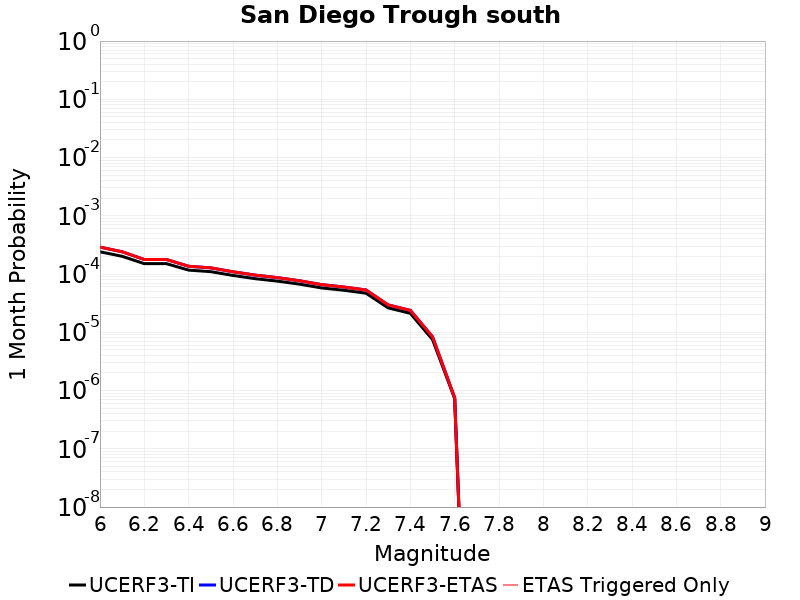 San Diego Trough south
1 Month Probability
10^0
10^-1
10^-2
10^-3
10^-4
10^-5
10^-6
10^-7
10^-8
6 6.2 6.4 6.6 6.8 7 7.2 7.4 7.6 7.8 8 8.2 8.4 8.6 8.8 9
Magnitude
UCERF3-TI UCERF3-TD UCERF3-ETAS ETAS Triggered Only